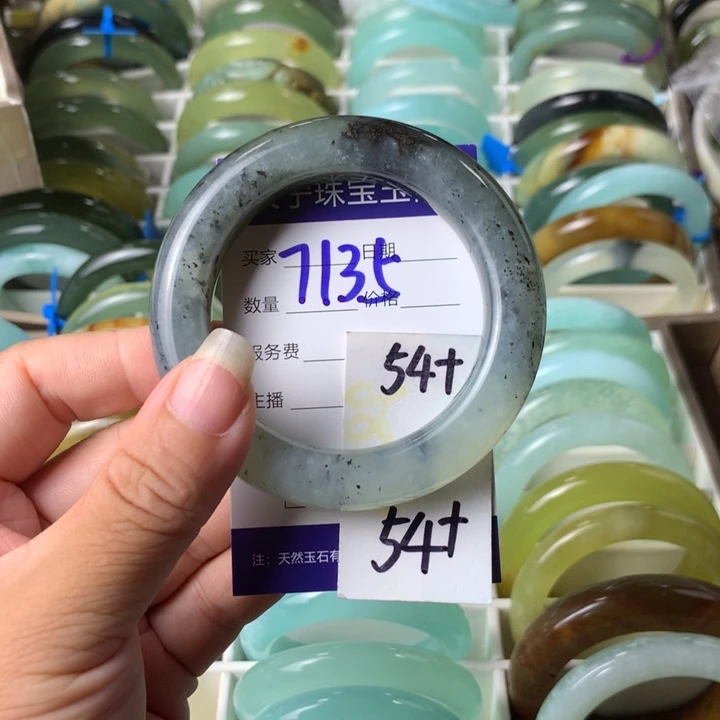 珠宝玉
买家 7135 日期
数量 价格
服务费
主播
54+
54+
注：天然玉石有